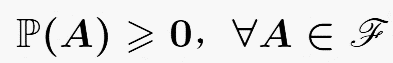 ℙ(A) ⩾ 0, ∀A ∈ ℱ